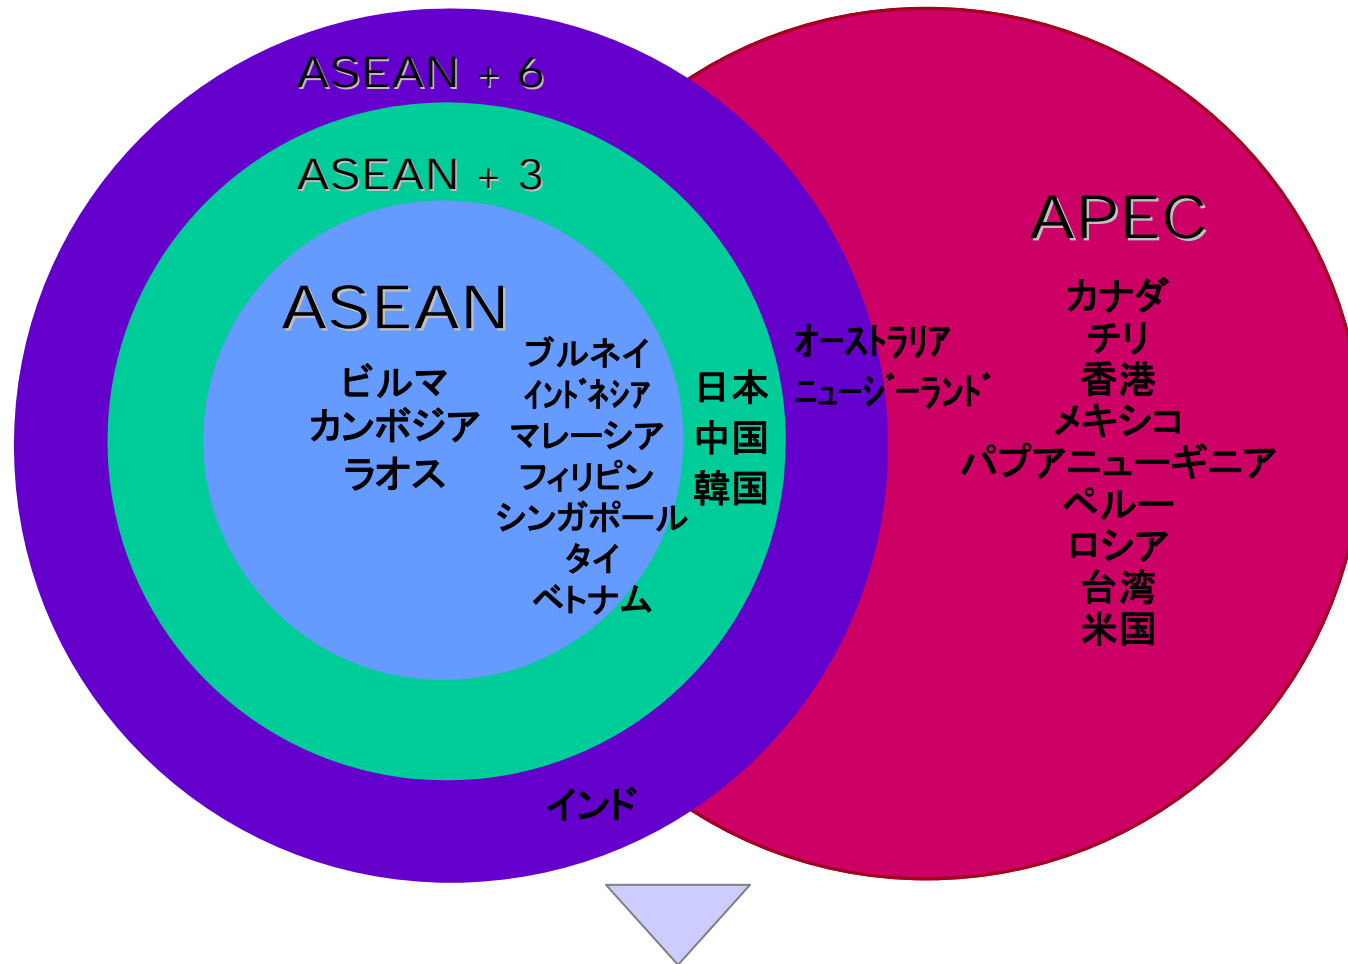 ASEAN + 6
ASEAN + 3
ASEAN
ビルマ
カンボジア
ラオス
ブルネイ
インドネシア
マレーシア
フィリピン
シンガポール
タイ
ベトナム
日本
中国
韓国
オーストラリア
ニュージーランド
インド
APEC
カナダ
チリ
香港
メキシコ
パプアニューギニア
ペルー
ロシア
台湾
米国